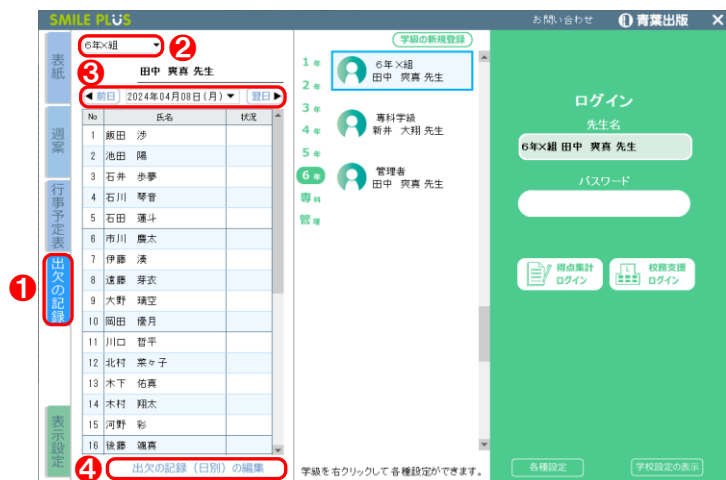 SMILE PLUS
お問い合わせ
青葉出版
表紙
週案
行事予定表
出欠の記録
表示設定
1
2
3
4
6年×組
田中 爽真 先生
前日 2024年04月08日(月) 翌日
No 氏名 状況
1 飯田 渉
2 池田 陽
3 石井 歩夢
4 石川 琴音
5 石田 蓮斗
6 市川 慶太
7 伊藤 湊
8 遠藤 芽衣
9 大野 璃空
10 岡田 優月
11 川口 哲平
12 北村 菜々子
13 木下 佑真
14 木村 翔太
15 河野 彩
16 後藤 颯真
出欠の記録(日別)の編集
学級の新規登録
1年
2年
3年
4年
5年
6年
専科
管理
6年×組
田中 爽真 先生
専科学級
新井 大翔 先生
管理者
田中 爽真 先生
学級を右クリックして各種設定ができます。
ログイン
先生名
6年×組 田中 爽真 先生
パスワード
得点集計
ログイン
校務支援
ログイン
各種設定
学校設定の表示